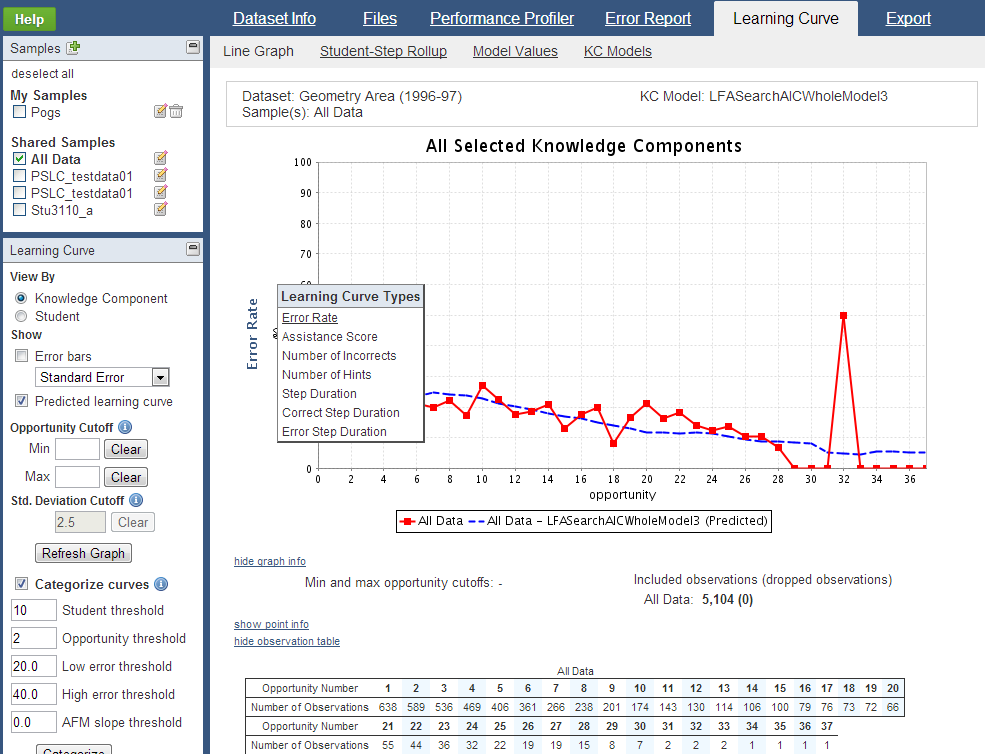 Help
Dataset Info Files Performance Profiler Error Report Learning Curve Export
Samples
deselect all
My Samples
Pogs
Shared Samples
All Data
PSLC_testdata01
PSLC_testdata01
Stu3110_a
Learning Curve
View By
Knowledge Component
Student
Show
Error bars
Standard Error
Predicted learning curve
Opportunity Cutoff
Min Clear
Max Clear
Std. Deviation Cutoff
2.5 Clear
Refresh Graph
Categorize curves
10 Student threshold
2 Opportunity threshold
20.0 Low error threshold
40.0 High error threshold
0.0 AFM slope threshold
Categorize
Line Graph Student-Step Rollup Model Values KC Models
Dataset: Geometry Area (1996-97) KC Model: LFASearchAICWholeModel3
Sample(s): All Data
All Selected Knowledge Components
100
90
80
70
60
Error Rate
Learning Curve Types
Error Rate
Assistance Score
Number of Incorrects
Number of Hints
Step Duration
Correct Step Duration
Error Step Duration
0
0 2 4 6 8 10 12 14 16 18 20 22 24 26 28 30 32 34 36
opportunity
All Data All Data - LFASearchAICWholeModel3 (Predicted)
hide graph info
Min and max opportunity cutoffs: - Included observations (dropped observations)
All Data: 5,104 (0)
show point info
hide observation table
All Data
Opportunity Number 1 2 3 4 5 6 7 8 9 10 11 12 13 14 15 16 17 18 19 20
Number of Observations 638 589 536 469 406 361 266 238 201 174 143 130 114 106 100 79 76 73 72 66
Opportunity Number 21 22 23 24 25 26 27 28 29 30 31 32 33 34 35 36 37
Number of Observations 55 44 36 32 22 19 19 15 8 7 2 2 2 1 1 1 1